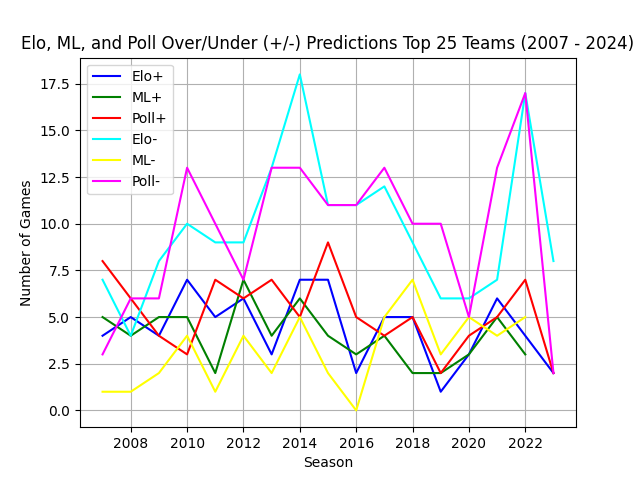 Elo, ML, and Poll Over/Under (+/-) Predictions Top 25 Teams (2007 - 2024)
Elo+
ML+
Poll+
Elo-
ML-
Poll-
17.5
15.0
12.5
10.0
7.5
5.0
2.5
0.0
Number of Games
2008 2010 2012 2014 2016 2018 2020 2022
Season